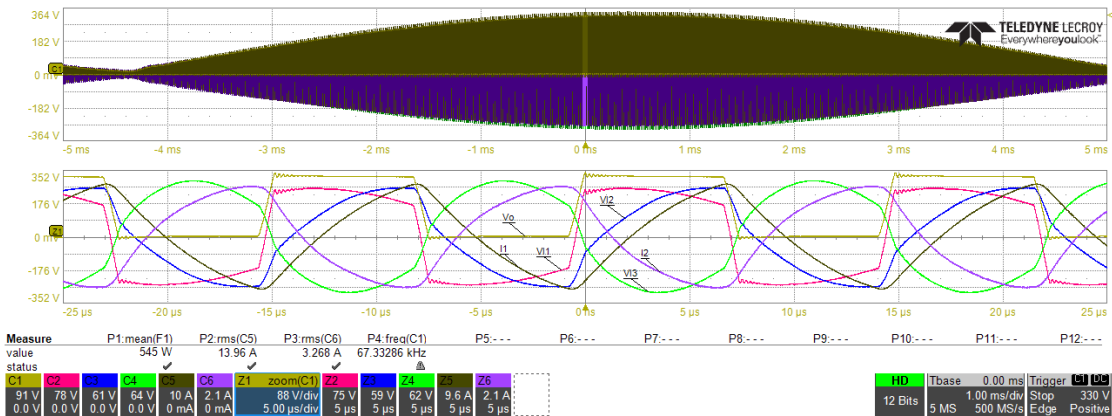 364 V
TELEDYNE LECROY
Everywhereyoulook™
182 V
C1
0 mV
-182 V
-364 V
-5 ms -4 ms -3 ms -2 ms -1 ms 0 ms 1 ms 2 ms 3 ms 4 ms 5 ms
352 V
176 V
Vo Vl2
Z1
0 mV
I1 Vl1 I2
-176 V
Vl3
-352 V
-25 µs -20 µs -15 µs -10 µs -5 µs 0 µs 5 µs 10 µs 15 µs 20 µs
Measure P1:mean(F1) P2:rms(C5) P3:rms(C6) P4:freq(C1) P5:--- P6:--- P7:--- P8:--- P9:--- P10:--- P11:--- P12:---
value 545 W 13.96 A 3.268 A 67.33286 kHz
status
C1 C2 C3 C4 C5 C6 Z1 zoom(C1) Z2 Z3 Z4 Z5 Z6 HD Tbase 0.00 ms Trigger C1 DC
91 V 78 V 61 V 64 V 10 A 2.1 A 88 V/div 75 V 59 V 62 V 9.6 A 2.1 A 12 Bits 1.00 ms/div Stop 330 V
0.0 V 0.0 V 0.0 V 0.0 V 0 mA 0 mA 5.00 µs/div 5 µs 5 µs 5 µs 5 µs 5 µs 5 MS 500 MS/s Edge Positive